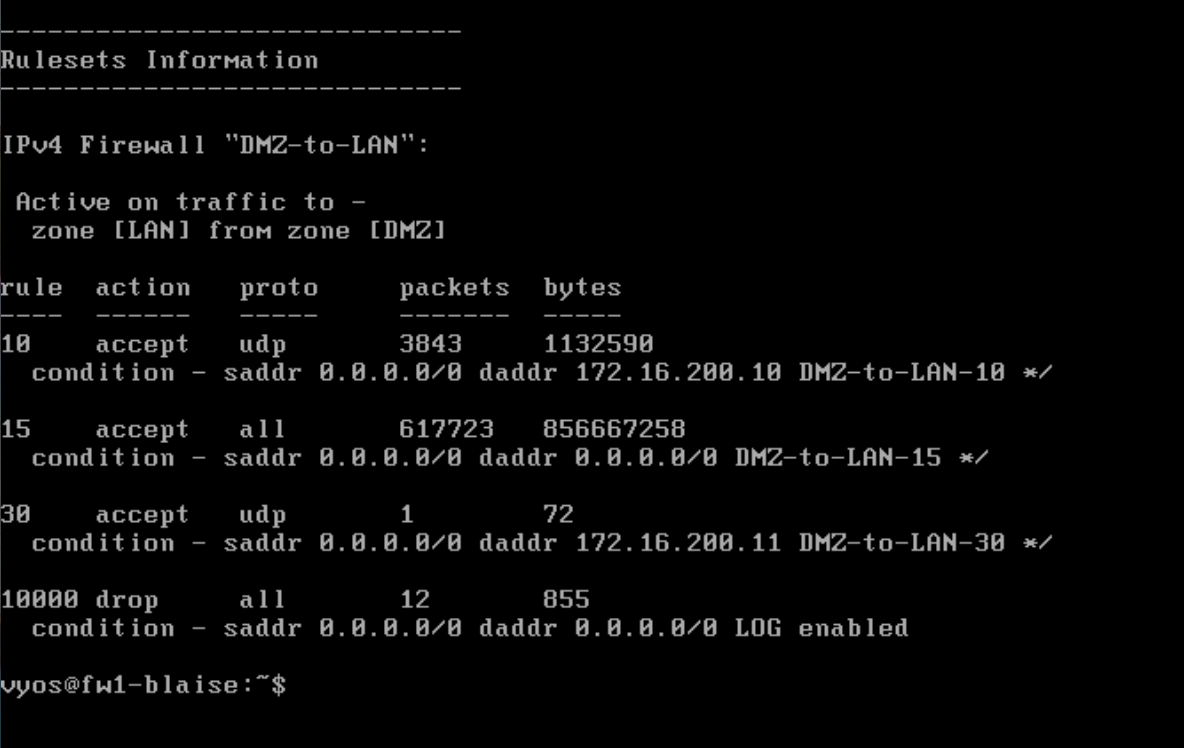 -----------------------------
Rulesets Information
-----------------------------
IPv4 Firewall "DMZ-to-LAN":
Active on traffic to -
zone [LAN] from zone [DMZ]
rule action proto packets bytes
---- ------ ----- ------- -----
10 accept udp 3843 1132590
condition - saddr 0.0.0.0/0 daddr 172.16.200.10 DMZ-to-LAN-10 */
15 accept all 617723 856667258
condition - saddr 0.0.0.0/0 daddr 0.0.0.0/0 DMZ-to-LAN-15 */
30 accept udp 1 72
condition - saddr 0.0.0.0/0 daddr 172.16.200.11 DMZ-to-LAN-30 */
10000 drop all 12 855
condition - saddr 0.0.0.0/0 daddr 0.0.0.0/0 LOG enabled
vyos@fw1-blaise:~$